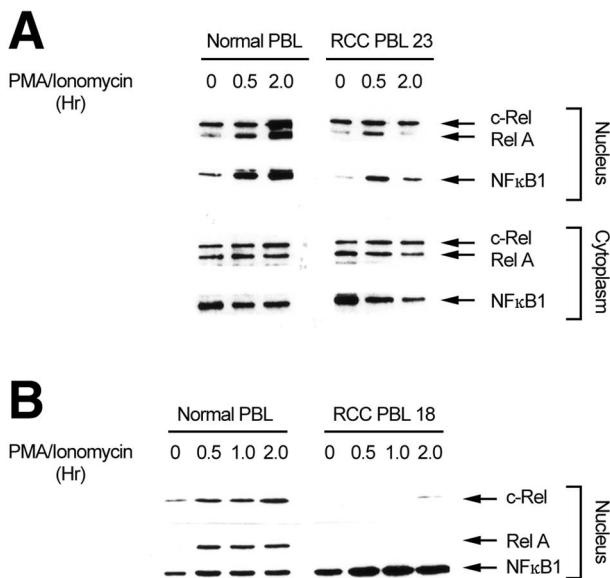 A
Normal PBL RCC PBL 23
PMA/Ionomycin (Hr) 0 0.5 2.0 0 0.5 2.0
c-Rel
Rel A
NFκB1
Nucleus
c-Rel
Rel A
NFκB1
Cytoplasm
B
Normal PBL RCC PBL 18
PMA/Ionomycin (Hr) 0 0.5 1.0 2.0 0 0.5 1.0 2.0
c-Rel
Rel A
NFκB1
Nucleus